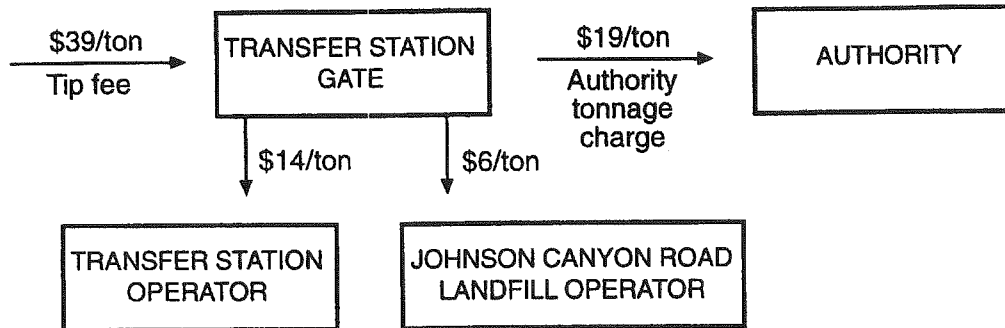 $39/ton
Tip fee
TRANSFER STATION
GATE
$19/ton
Authority
tonnage
charge
AUTHORITY
$14/ton
$6/ton
TRANSFER STATION
OPERATOR
JOHNSON CANYON ROAD
LANDFILL OPERATOR